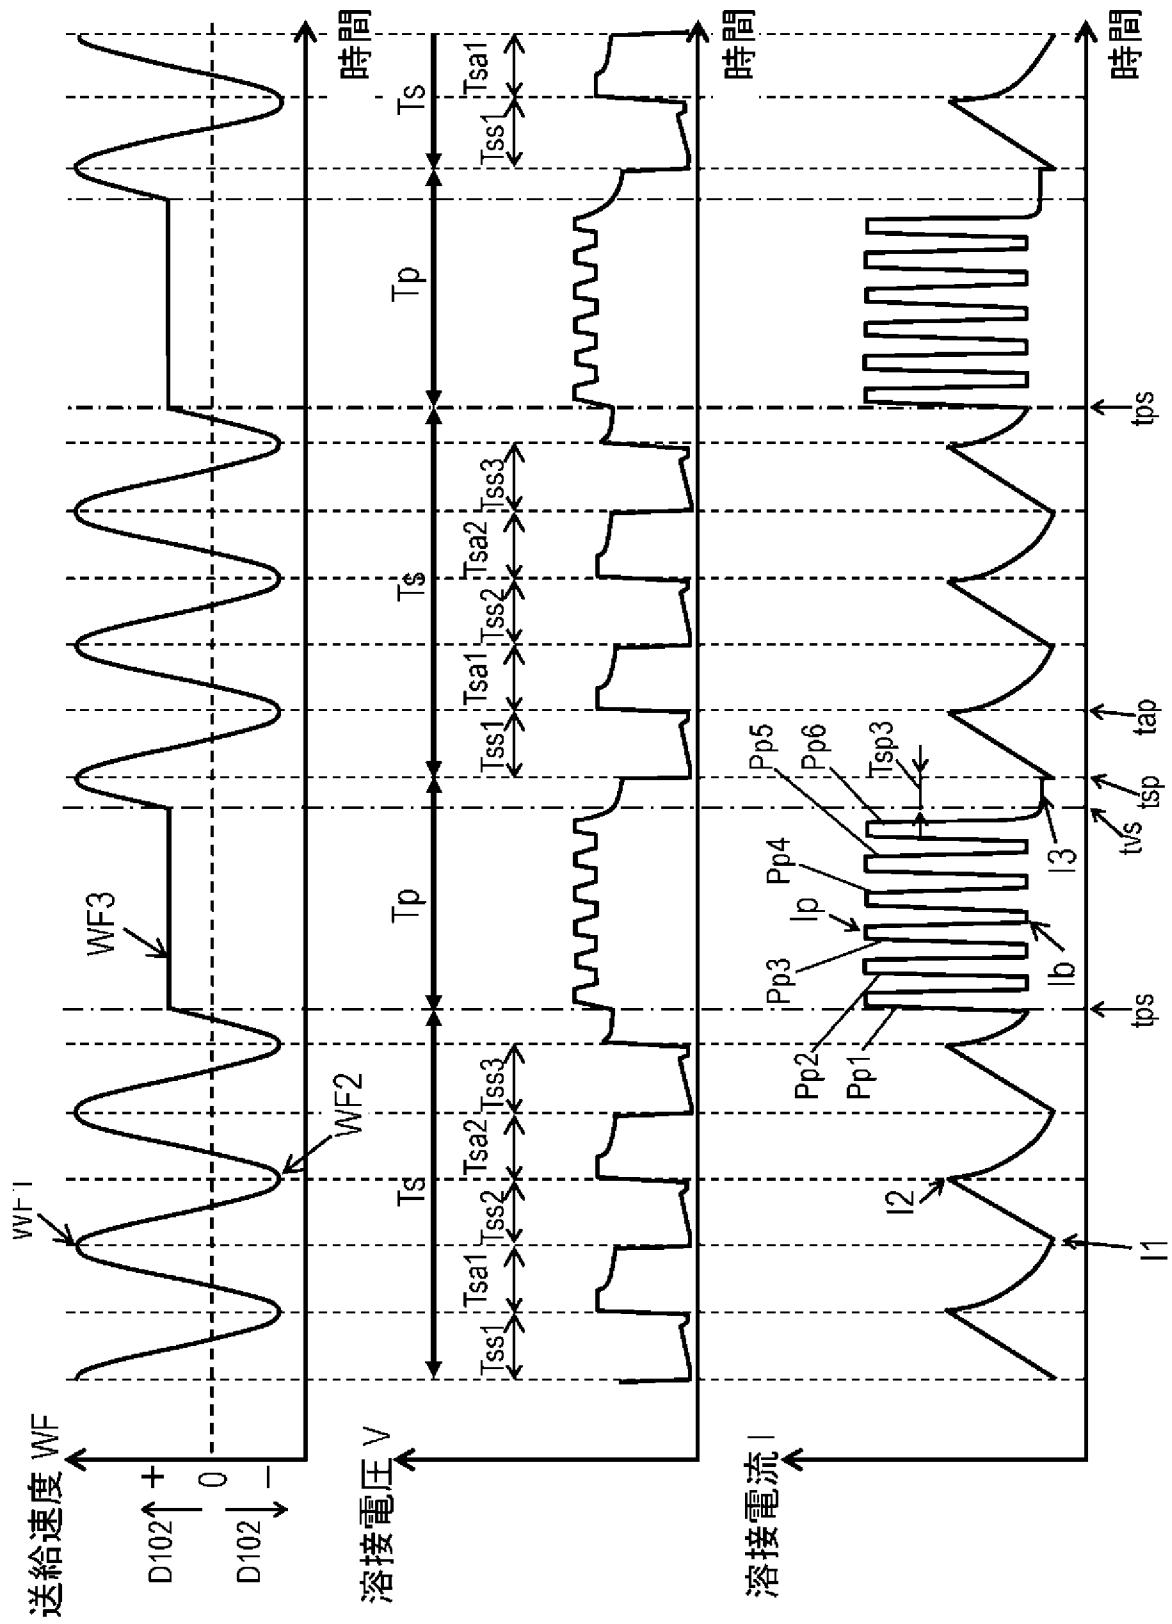 送給速度 WF
D102 +
0
D102 −
WF1
WF2
WF3
時間
溶接電圧 V
Ts
Tp
Ts
Tp
Ts
Tss1
Tsa1
Tss2
Tsa2
Tss3
Tss1
Tsa1
Tss2
Tsa2
Tss3
Tss1
Tsa1
時間
溶接電流 I
I2
Pp1
Pp2
Pp3
Ip
Pp4
Pp5
Pp6
Tsp3
Ib
I3
I1
tps
tvs
tsp
tap
tps
時間